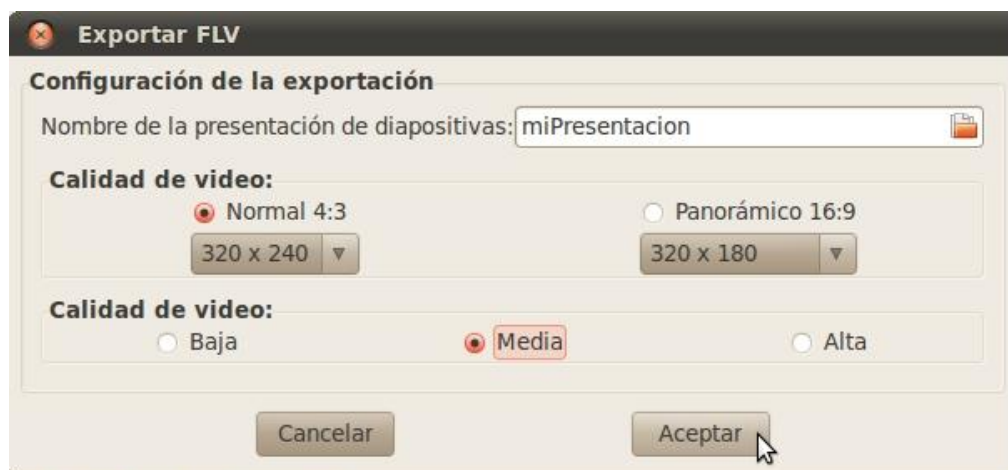 Exportar FLV
Configuración de la exportación
Nombre de la presentación de diapositivas: miPresentacion
Calidad de video:
Normal 4:3 Panorámico 16:9
320 x 240 320 x 180
Calidad de video:
Baja Media Alta
Cancelar Aceptar